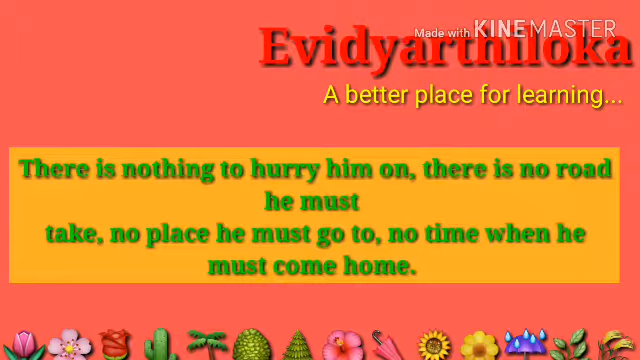 Made with KINEMASTER
Evidyarthiloka
A better place for learning...
There is nothing to hurry him on, there is no road
he must
take, no place he must go to, no time when he
must come home.